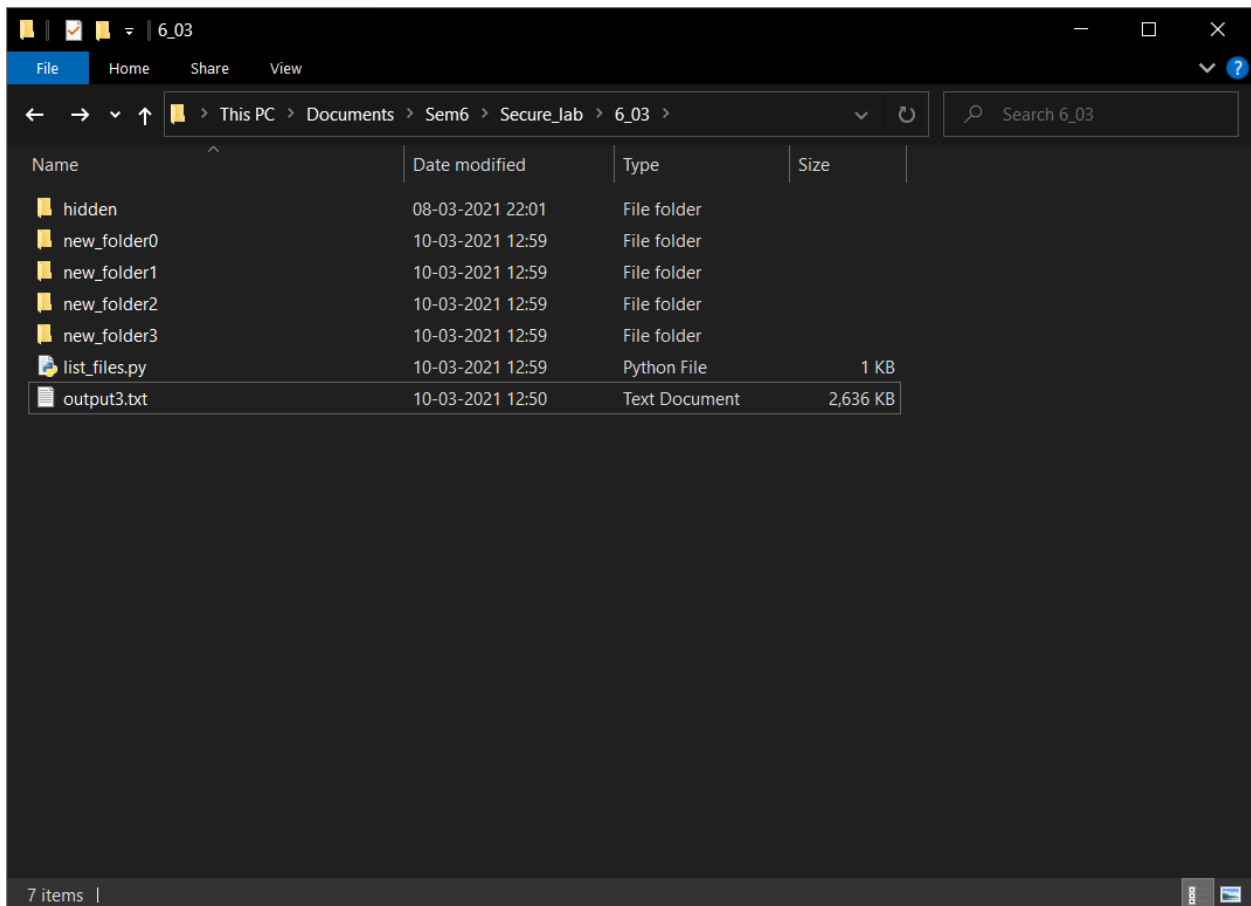 6_03
File Home Share View ?
This PC > Documents > Sem6 > Secure_lab > 6_03 > Search 6_03
Name Date modified Type Size
hidden 08-03-2021 22:01 File folder
new_folder0 10-03-2021 12:59 File folder
new_folder1 10-03-2021 12:59 File folder
new_folder2 10-03-2021 12:59 File folder
new_folder3 10-03-2021 12:59 File folder
list_files.py 10-03-2021 12:59 Python File 1 KB
output3.txt 10-03-2021 12:50 Text Document 2,636 KB
7 items